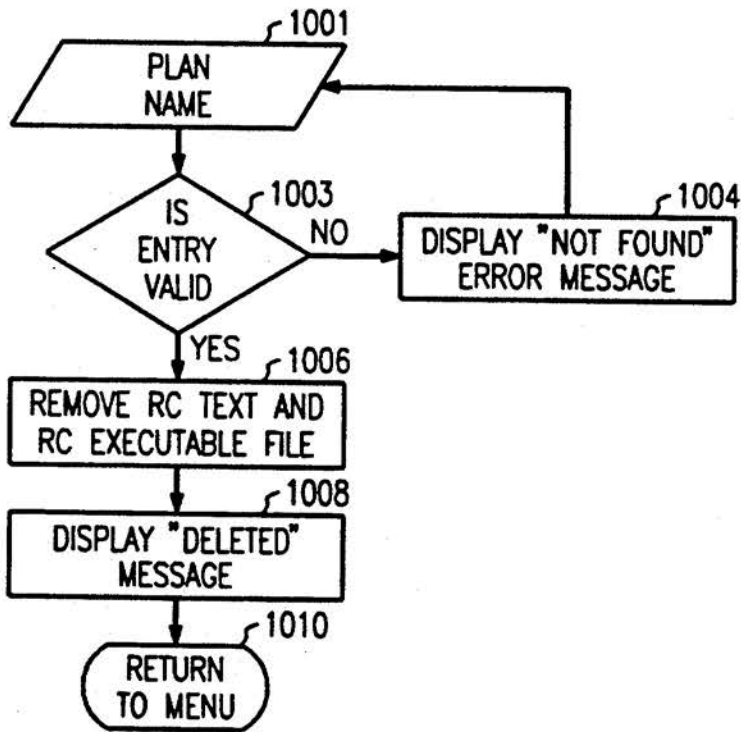 1001
PLAN
NAME
1003
IS
ENTRY
VALID
NO
1004
DISPLAY "NOT FOUND"
ERROR MESSAGE
YES
1006
REMOVE RC TEXT AND
RC EXECUTABLE FILE
1008
DISPLAY "DELETED"
MESSAGE
1010
RETURN
TO MENU